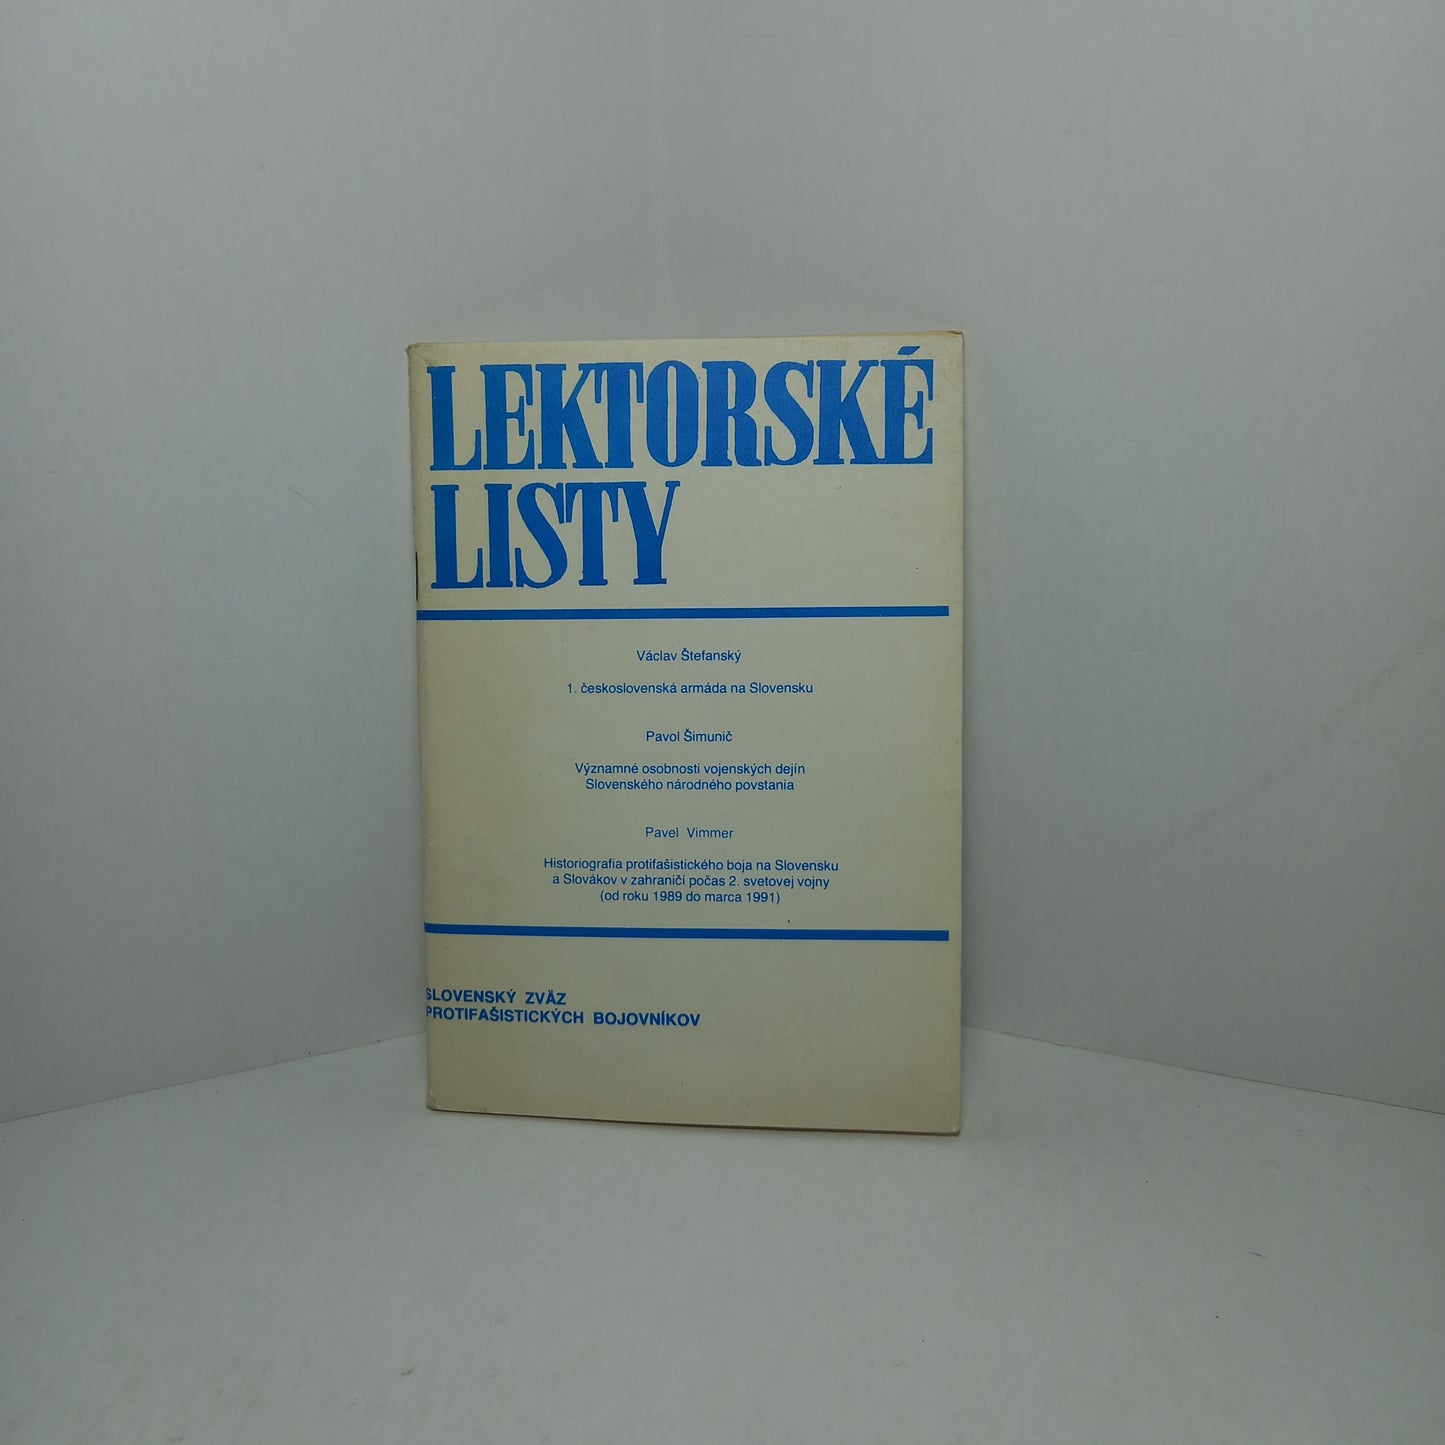 LEKTORSKÉ
LISTY
Václav Štefanský
1. československá armáda na Slovensku
Pavol Šimunič
Významné osobnosti vojenských dejín
Slovenského národného povstania
Pavel Vimmer
Historiografia protifašistického boja na Slovensku
a Slovákov v zahraničí počas 2. svetovej vojny
(od roku 1989 do marca 1991)
SLOVENSKÝ ZVÄZ
PROTIFAŠISTICKÝCH BOJOVNÍKOV